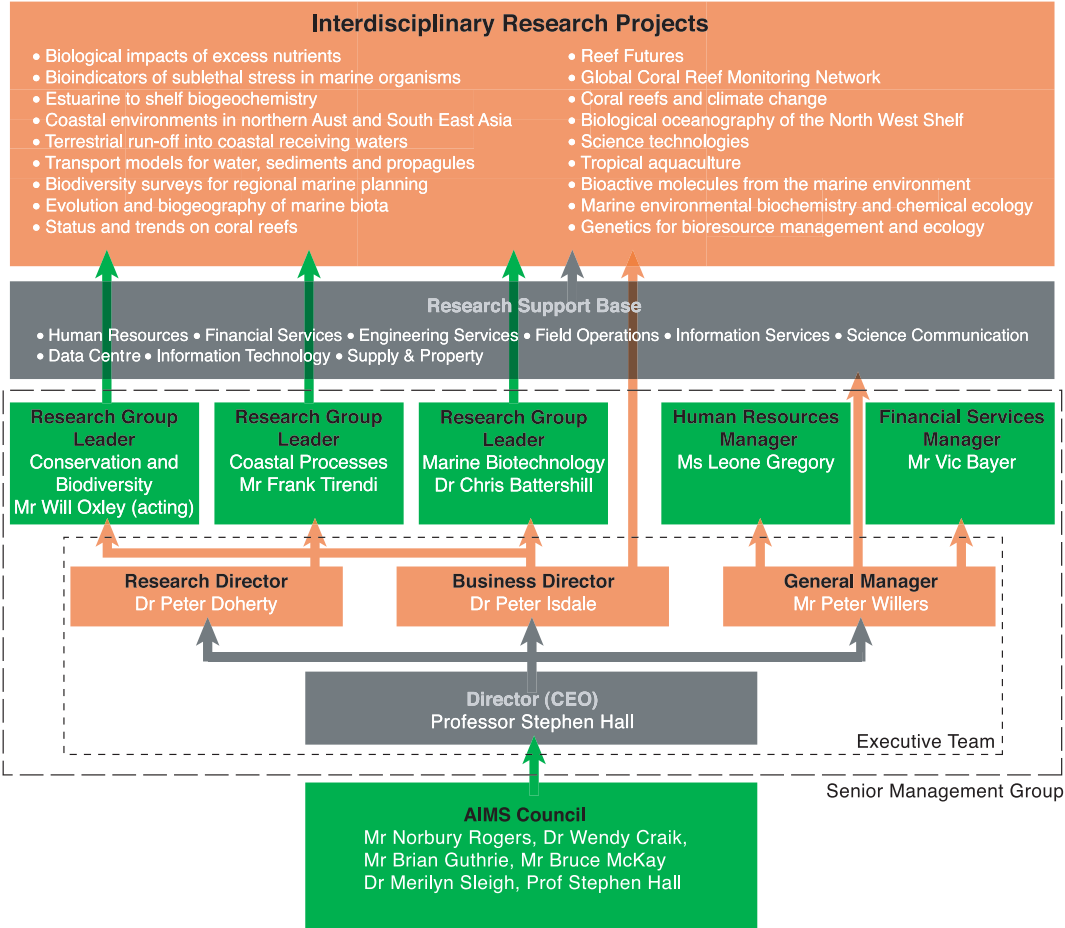 Interdisciplinary Research Projects
• Biological impacts of excess nutrients
• Bioindicators of sublethal stress in marine organisms
• Estuarine to shelf biogeochemistry
• Coastal environments in northern Aust and South East Asia
• Terrestrial run-off into coastal receiving waters
• Transport models for water, sediments and propagules
• Biodiversity surveys for regional marine planning
• Evolution and biogeography of marine biota
• Status and trends on coral reefs
• Reef Futures
• Global Coral Reef Monitoring Network
• Coral reefs and climate change
• Biological oceanography of the North West Shelf
• Science technologies
• Tropical aquaculture
• Bioactive molecules from the marine environment
• Marine environmental biochemistry and chemical ecology
• Genetics for bioresource management and ecology
Research Support Base
• Human Resources • Financial Services • Engineering Services • Field Operations • Information Services • Science Communication
• Data Centre • Information Technology • Supply & Property
Research Group
Leader
Conservation and
Biodiversity
Mr Will Oxley (acting)
Research Group
Leader
Coastal Processes
Mr Frank Tirendi
Research Group
Leader
Marine Biotechnology
Dr Chris Battershill
Human Resources
Manager
Ms Leone Gregory
Financial Services
Manager
Mr Vic Bayer
Research Director
Dr Peter Doherty
Business Director
Dr Peter Isdale
General Manager
Mr Peter Willers
Director (CEO)
Professor Stephen Hall
Executive Team
Senior Management Group
AIMS Council
Mr Norbury Rogers, Dr Wendy Craik,
Mr Brian Guthrie, Mr Bruce McKay
Dr Merilyn Sleigh, Prof Stephen Hall